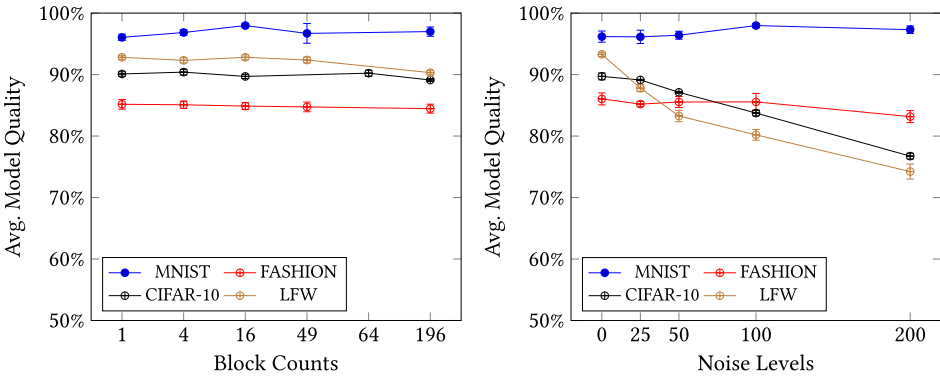 Avg. Model Quality
100%
90%
80%
70%
60%
50%
MNIST FASHION
CIFAR-10 LFW
1 4 16 49 64 196
Block Counts
Avg. Model Quality
100%
90%
80%
70%
60%
50%
MNIST FASHION
CIFAR-10 LFW
0 25 50 100 200
Noise Levels